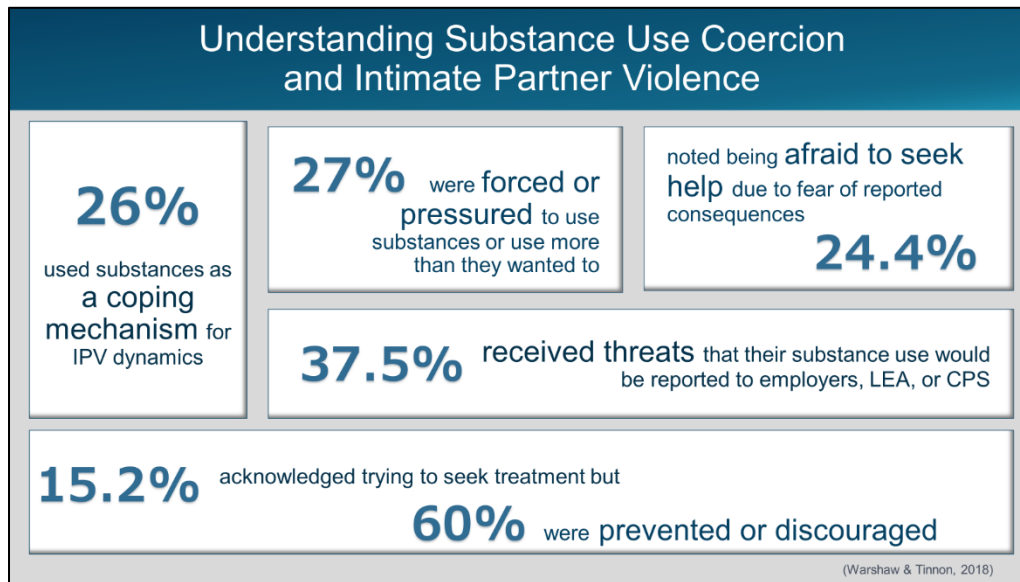 Understanding Substance Use Coercion
and Intimate Partner Violence
26%
used substances as
a coping
mechanism for
IPV dynamics
27% were forced or
pressured to use
substances or use more
than they wanted to
noted being afraid to seek
help due to fear of reported
consequences
24.4%
37.5% received threats that their substance use would
be reported to employers, LEA, or CPS
15.2% acknowledged trying to seek treatment but
60% were prevented or discouraged
(Warshaw & Tinnon, 2018)